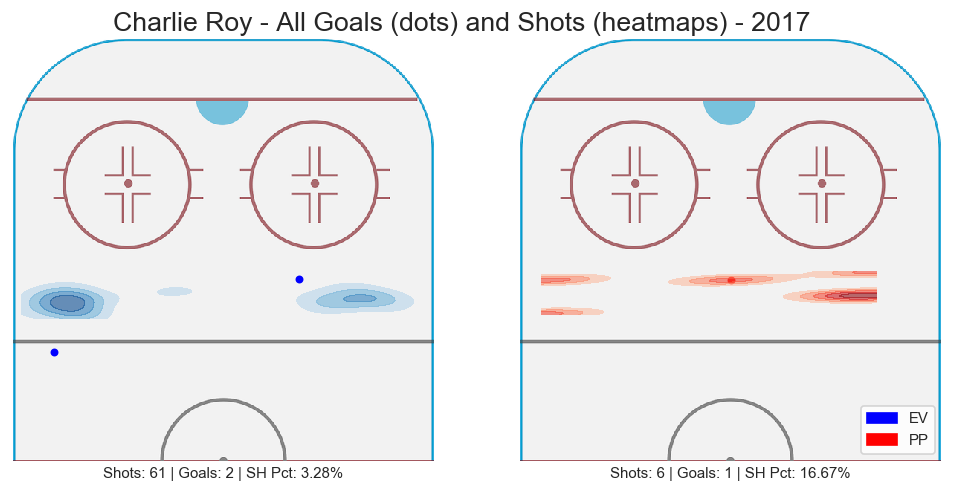 Charlie Roy - All Goals (dots) and Shots (heatmaps) - 2017
EV
PP
Shots: 61 | Goals: 2 | SH Pct: 3.28%
Shots: 6 | Goals: 1 | SH Pct: 16.67%